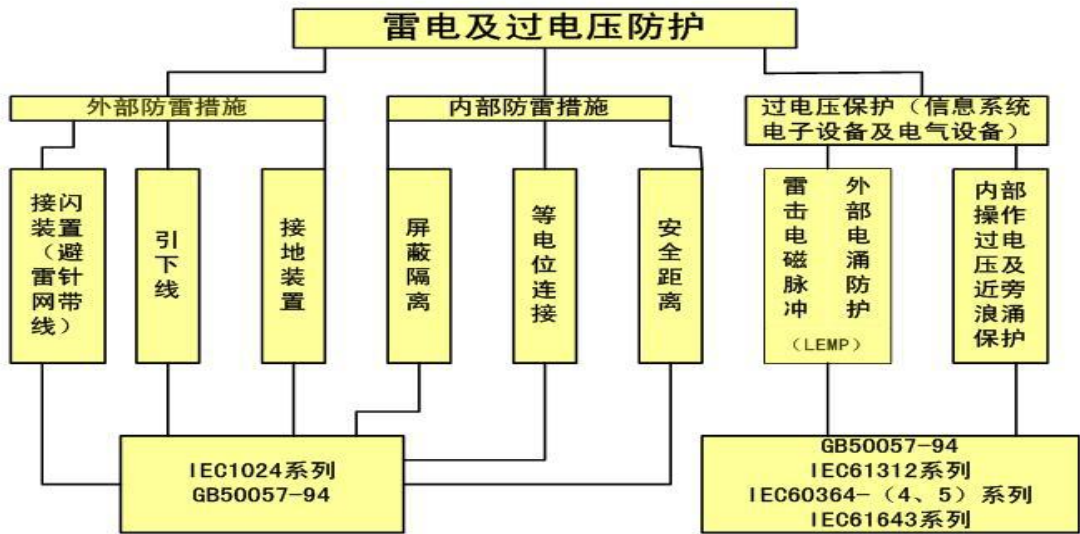 雷电及过电压防护
外部防雷措施
内部防雷措施
过电压保护（信息系统
电子设备及电气设备）
接闪
装置
（避
雷针
网带
线）
引下线
接地装置
屏蔽隔离
等电位连接
安全距离
雷击电磁脉冲
外部电涌防护
（LEMP）
内部
操作
过电
压及
近旁
浪涌
保护
IEC1024系列
GB50057-94
GB50057-94
IEC61312系列
IEC60364-（4、5）系列
IEC61643系列